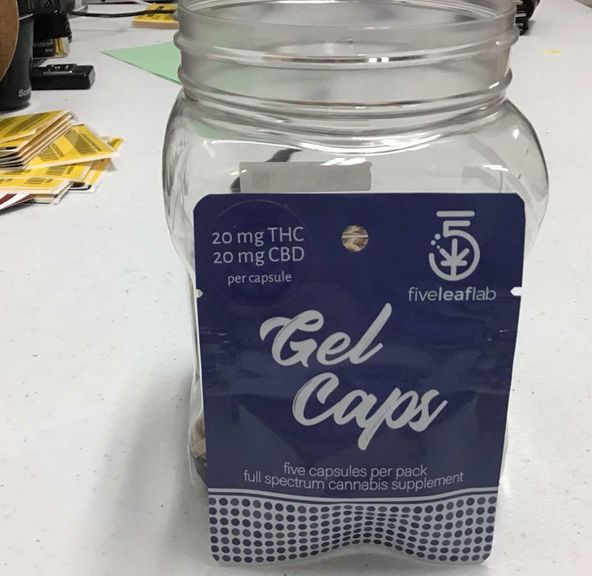 20 mg THC
20 mg CBD
per capsule
5
fiveleaflab
Gel
Caps
five capsules per pack
full spectrum cannabis supplement